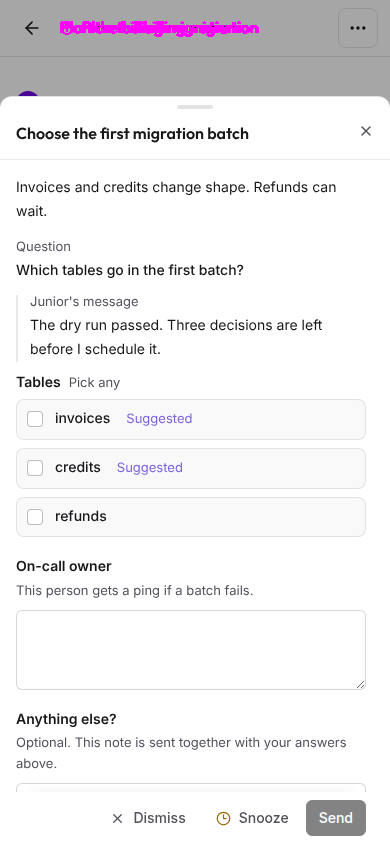 Choose the first migration batch
Invoices and credits change shape. Refunds can
wait.
Question
Which tables go in the first batch?
Junior's message
The dry run passed. Three decisions are left
before I schedule it.
Tables Pick any
invoices Suggested
credits Suggested
refunds
On-call owner
This person gets a ping if a batch fails.
Anything else?
Optional. This note is sent together with your answers
above.
Dismiss Snooze Send